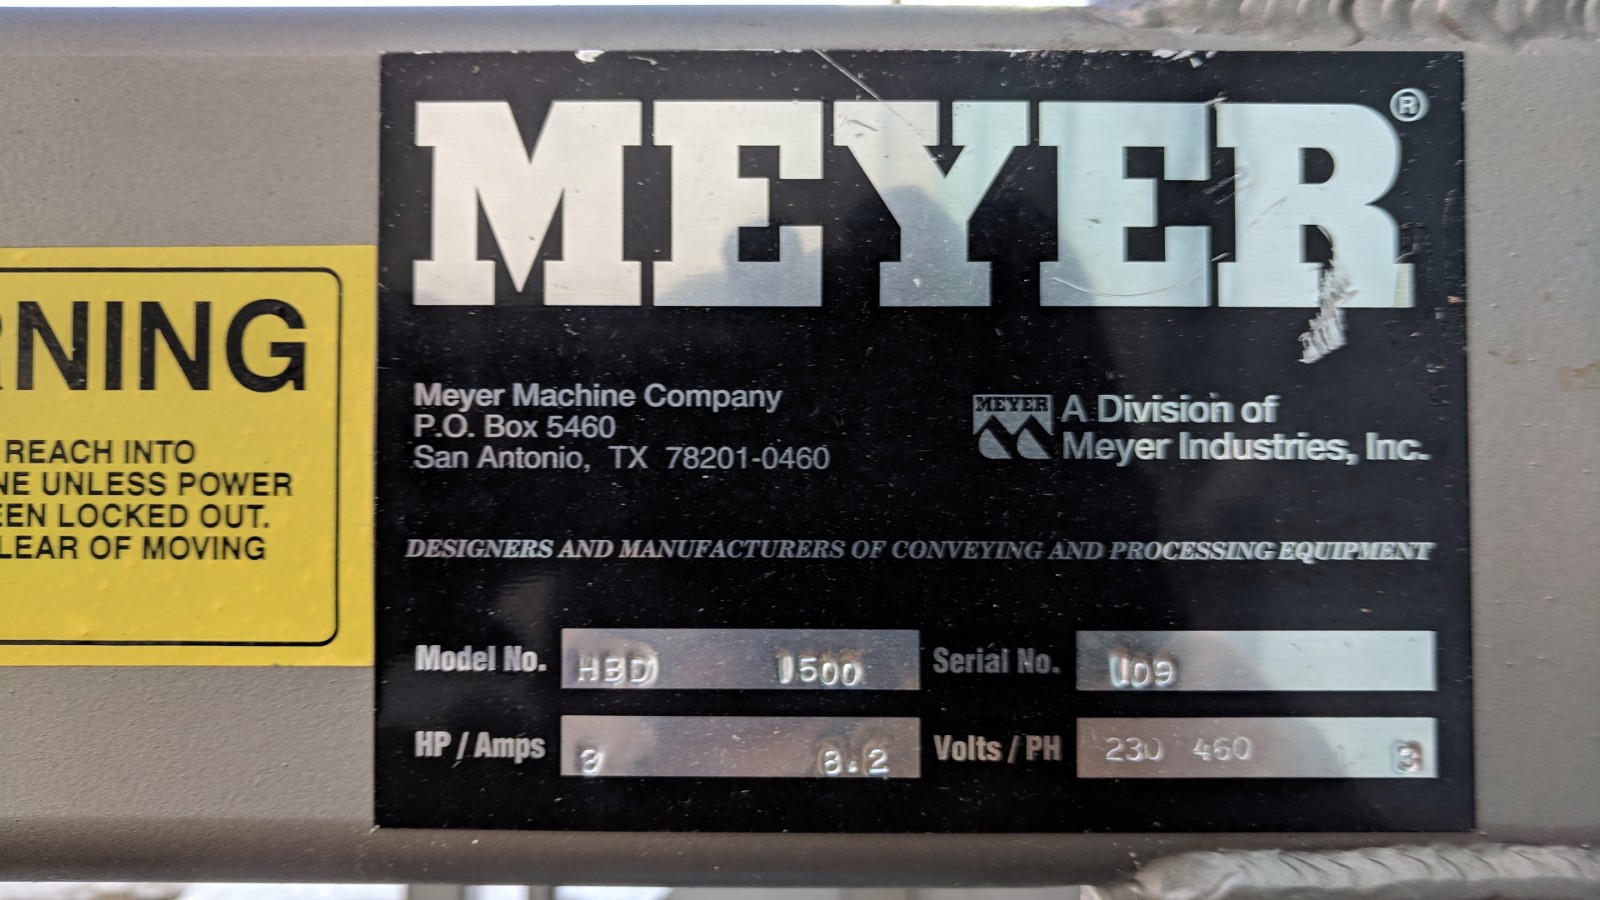 MEYER®
Meyer Machine Company
P.O. Box 5460
San Antonio, TX 78201-0460
MEYER
A Division of
Meyer Industries, Inc.
DESIGNERS AND MANUFACTURERS OF CONVEYING AND PROCESSING EQUIPMENT
Model No. HBD 1500 Serial No. 109
HP / Amps 3 8.2 Volts / PH 230 460 3
RNING
REACH INTO
NE UNLESS POWER
EEN LOCKED OUT.
LEAR OF MOVING